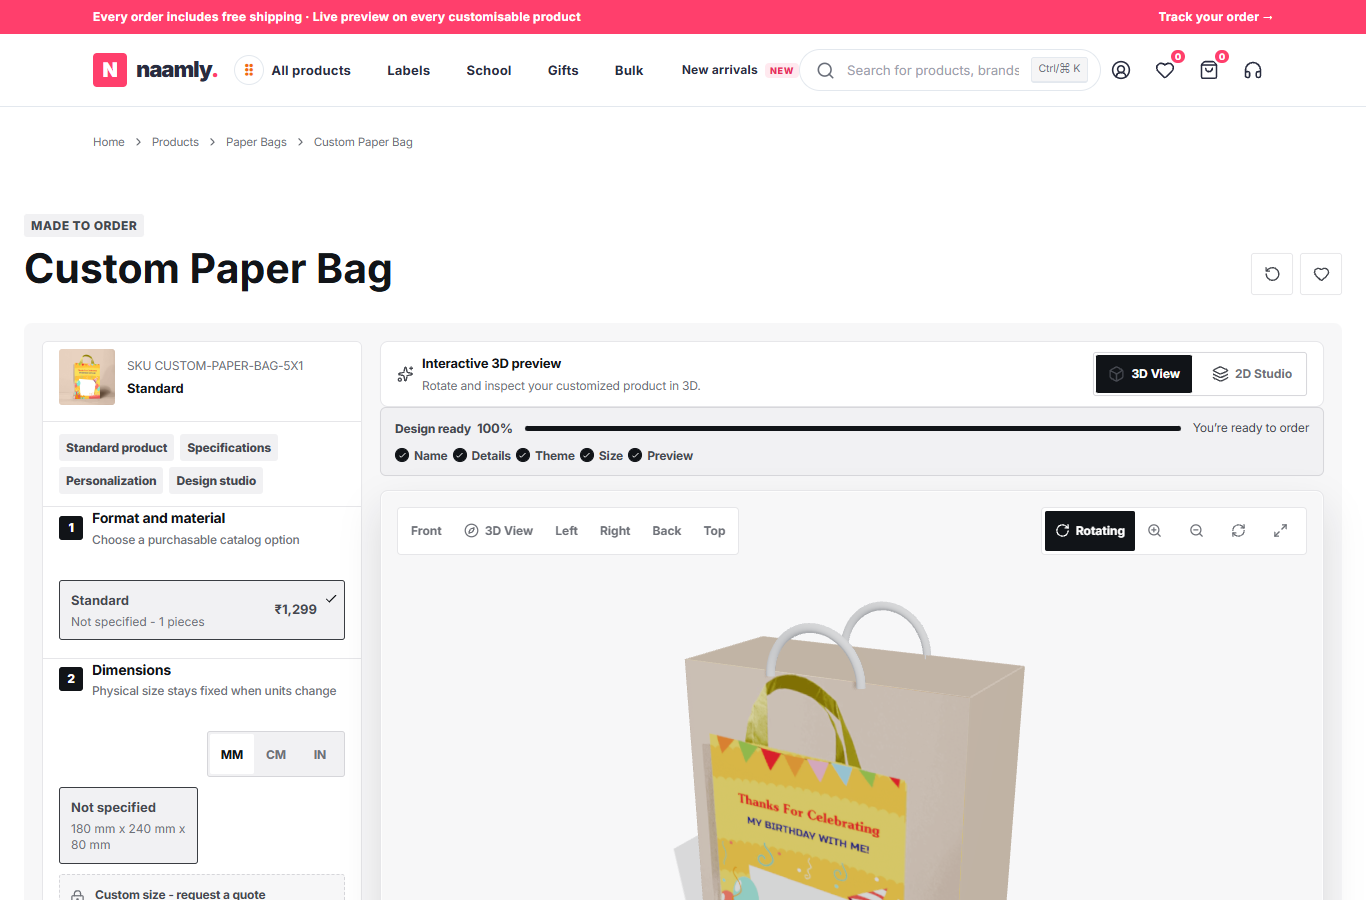 Every order includes free shipping · Live preview on every customisable product
Track your order →
N naamly.
All products
Labels
School
Gifts
Bulk
New arrivals NEW
Search for products, brands
Ctrl/⌘ K
0
0
Home > Products > Paper Bags > Custom Paper Bag
MADE TO ORDER
Custom Paper Bag
SKU CUSTOM-PAPER-BAG-5X1
Standard
Standard product
Specifications
Personalization
Design studio
1 Format and material
Choose a purchasable catalog option
Standard
Not specified - 1 pieces
₹1,299
2 Dimensions
Physical size stays fixed when units change
MM CM IN
Not specified
180 mm x 240 mm x
80 mm
Custom size - request a quote
Interactive 3D preview
Rotate and inspect your customized product in 3D.
3D View
2D Studio
Design ready 100%
You're ready to order
Name Details Theme Size Preview
Front 3D View Left Right Back Top
Rotating
Thanks For Celebrating
MY BIRTHDAY WITH ME!